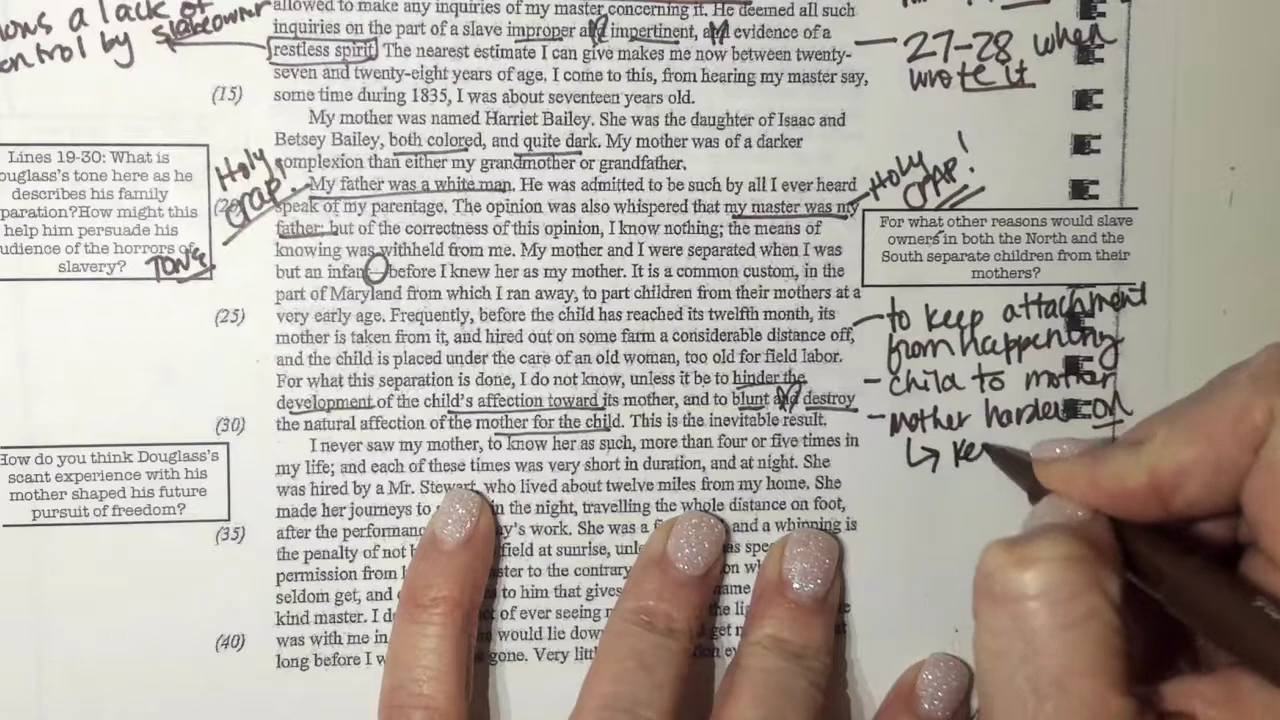 allowed to make any inquiries of my master concerning it. He deemed all such
inquiries on the part of a slave improper and impertinent, and evidence of a
restless spirit. The nearest estimate I can give makes me now between twenty-
seven and twenty-eight years of age. I come to this, from hearing my master say,
(15) some time during 1835, I was about seventeen years old.
My mother was named Harriet Bailey. She was the daughter of Isaac and
Betsey Bailey, both colored, and quite dark. My mother was of a darker
complexion than either my grandmother or grandfather.
My father was a white man. He was admitted to be such by all I ever heard
(20) speak of my parentage. The opinion was also whispered that my master was my
father; but of the correctness of this opinion, I know nothing; the means of
knowing was withheld from me. My mother and I were separated when I was
but an infant before I knew her as my mother. It is a common custom, in the
part of Maryland from which I ran away, to part children from their mothers at a
(25) very early age. Frequently, before the child has reached its twelfth month, its
mother is taken from it, and hired out on some farm a considerable distance off,
and the child is placed under the care of an old woman, too old for field labor.
For what this separation is done, I do not know, unless it be to hinder the
development of the child's affection toward its mother, and to blunt and destroy
(30) the natural affection of the mother for the child. This is the inevitable result.
I never saw my mother, to know her as such, more than four or five times in
my life; and each of these times was very short in duration, and at night. She
was hired by a Mr. Stewart, who lived about twelve miles from my home. She
made her journeys to in the night, travelling the whole distance on foot,
(35) after the performance day's work. She was a and a whipping is
the penalty of not field at sunrise, unless has special
permission from to the contrary
seldom get, and to him that gives name
kind master. I do of ever seeing the
(40) was with me in would lie down get
long before I w gone. Very little
a lack of
control by slaveowner
Lines 19-30: What is
Douglass's tone here as he
describes his family
paration? How might this
help him persuade his
udience of the horrors of
slavery?
TONE
How do you think Douglass's
scant experience with his
mother shaped his future
pursuit of freedom?
Holy
crap!
27-28 when
wrote it
HOLY
CRAP!
For what other reasons would slave
owners in both the North and the
South separate children from their
mothers?
to keep attachment
from happening
- child to mother
- mother harder on
↳ ke